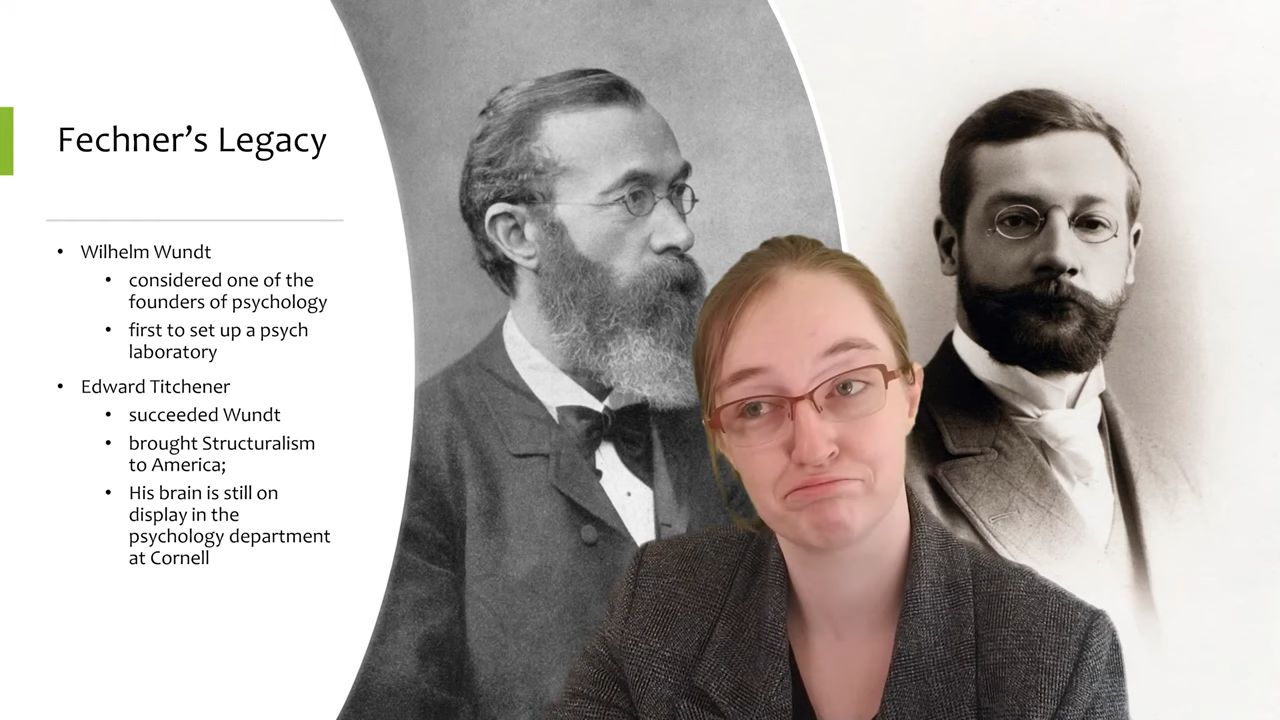 Fechner’s Legacy
• Wilhelm Wundt
• considered one of the
founders of psychology
• first to set up a psych
laboratory
• Edward Titchener
• succeeded Wundt
• brought Structuralism
to America;
• His brain is still on
display in the
psychology department
at Cornell